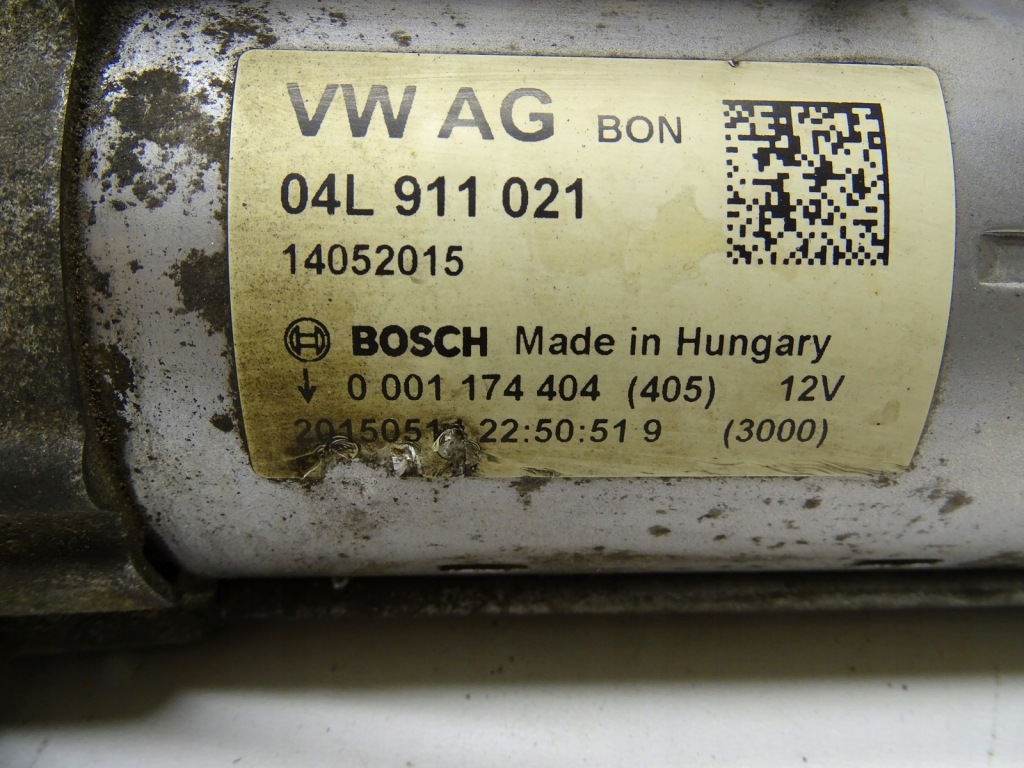 VW AG BON
04L 911 021
14052015
BOSCH Made in Hungary
↓ 0 001 174 404 (405) 12V
22:50:51 9 (3000)